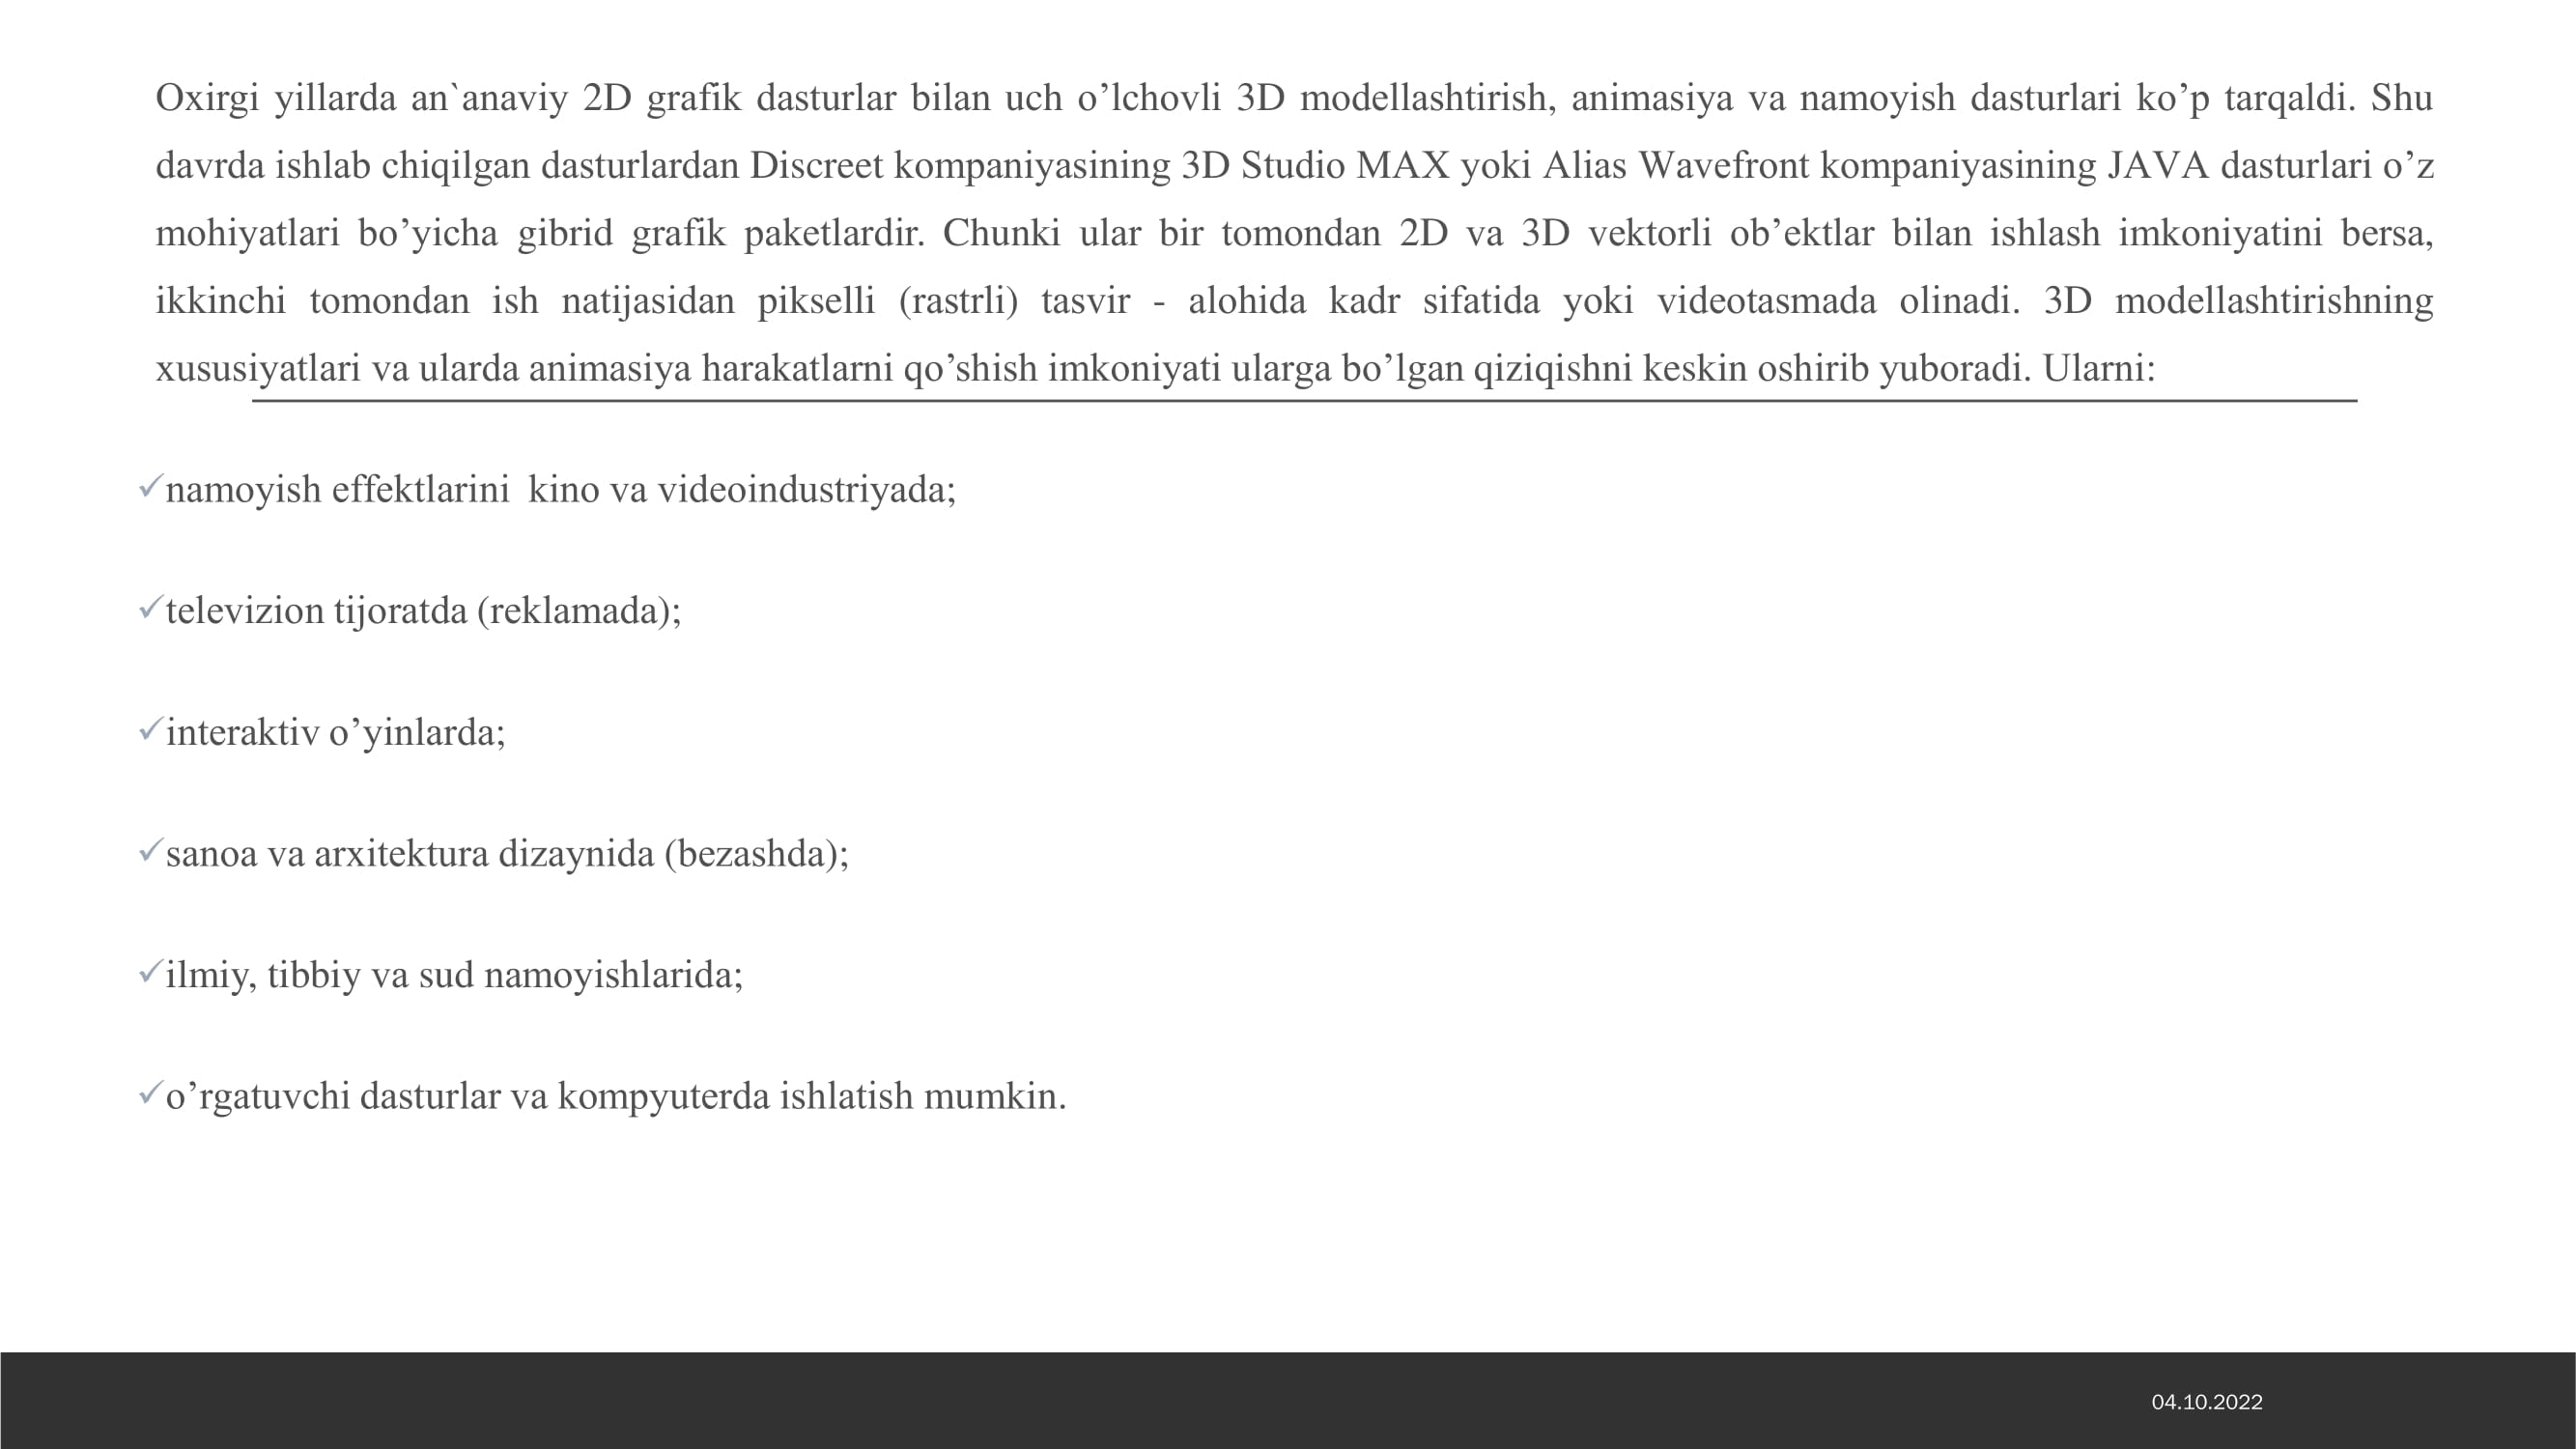 Oxirgi yillarda an`anaviy 2D grafik dasturlar bilan uch o’lchovli 3D modellashtirish, animasiya va namoyish dasturlari ko’p tarqaldi. Shu
davrda ishlab chiqilgan dasturlardan Discreet kompaniyasining 3D Studio MAX yoki Alias Wavefront kompaniyasining JAVA dasturlari o’z
mohiyatlari bo’yicha gibrid grafik paketlardir. Chunki ular bir tomondan 2D va 3D vektorli ob’ektlar bilan ishlash imkoniyatini bersa,
ikkinchi tomondan ish natijasidan pikselli (rastrli) tasvir - alohida kadr sifatida yoki videotasmada olinadi. 3D modellashtirishning
xususiyatlari va ularda animasiya harakatlarni qo’shish imkoniyati ularga bo’lgan qiziqishni keskin oshirib yuboradi. Ularni:
✓namoyish effektlarini  kino va videoindustriyada;
✓televizion tijoratda (reklamada);
✓interaktiv o’yinlarda;
✓sanoa va arxitektura dizaynida (bezashda);
✓ilmiy, tibbiy va sud namoyishlarida;
✓o’rgatuvchi dasturlar va kompyuterda ishlatish mumkin.
04.10.2022